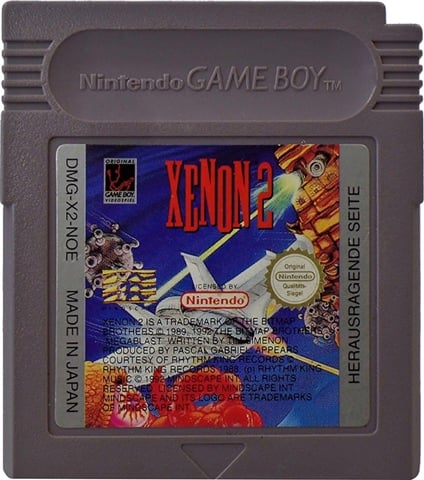 Nintendo GAME BOY TM
DMG-X2-NOE MADE IN JAPAN
ORIGINAL
GAME BOY
VIDEOSPIEL
XENON 2
Original
Nintendo
Qualitäts-
Siegel
LICENSED BY
Nintendo
HERAUSRAGENDE SEITE
XENON 2 IS A TRADEMARK OF THE BITMAP
BROTHERS © 1989, 1992 THE BITMAP BROTHERS
"MEGABLAST" WRITTEN BY TIM SIMENON,
PRODUCED BY PASCAL GABRIEL, APPEARS
COURTESY OF RHYTHM KING RECORDS ©
RHYTHM KING RECORDS 1988. (p) RHYTHM KING
MUSIC © 1992 MINDSCAPE INT. ALL RIGHTS
RESERVED. LICENSED BY MINDSCAPE INT.
MINDSCAPE AND ITS LOGO ARE TRADEMARKS
OF MINDSCAPE INT.